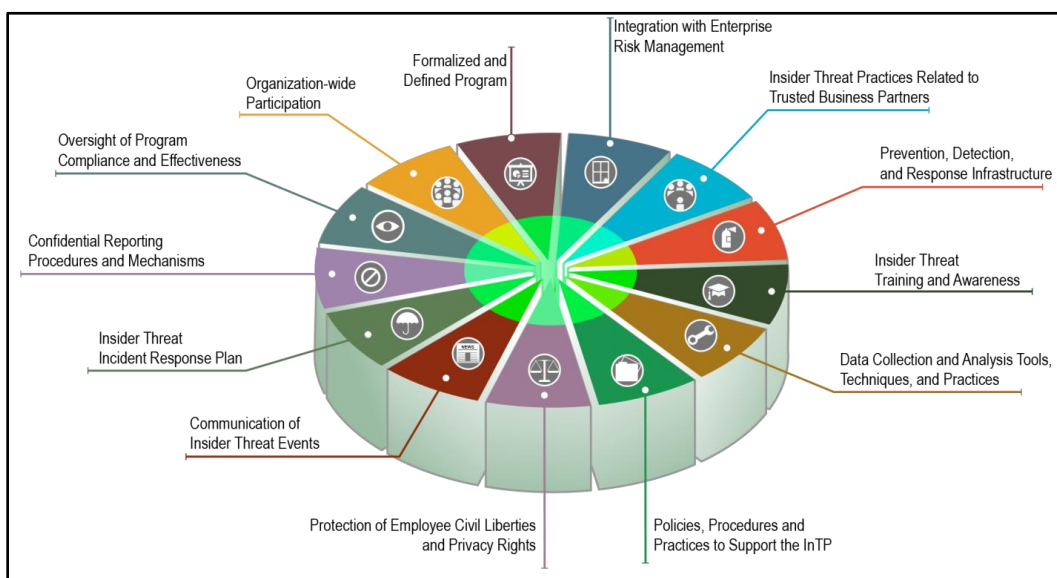 Integration with Enterprise
Risk Management
Formalized and
Defined Program
Insider Threat Practices Related to
Trusted Business Partners
Organization-wide
Participation
Oversight of Program
Compliance and Effectiveness
Prevention, Detection,
and Response Infrastructure
Confidential Reporting
Procedures and Mechanisms
Insider Threat
Training and Awareness
Insider Threat
Incident Response Plan
NEWS
Data Collection and Analysis Tools,
Techniques, and Practices
Communication of
Insider Threat Events
Protection of Employee Civil Liberties
and Privacy Rights
Policies, Procedures and
Practices to Support the InTP